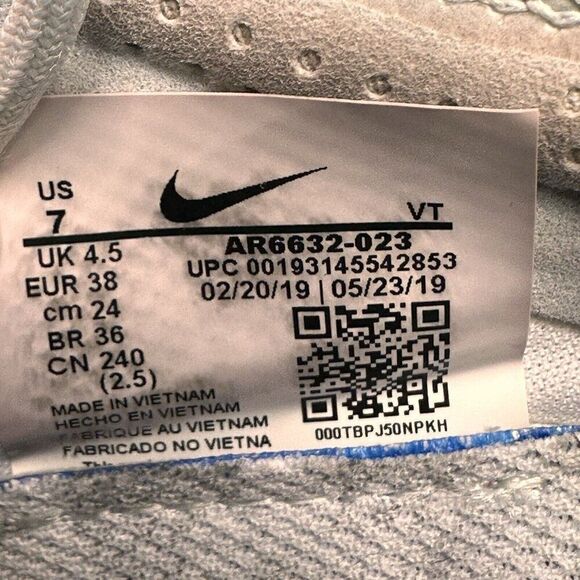 US
7
VT
UK 4.5
EUR 38
cm 24
BR 36
CN 240
(2.5)
AR6632-023
UPC 00193145542853
02/20/19 | 05/23/19
MADE IN VIETNAM
HECHO EN VIETNAM
FABRIQUE AU VIETNAM
FABRICADO NO VIETNA
000TBPJ50NPKH